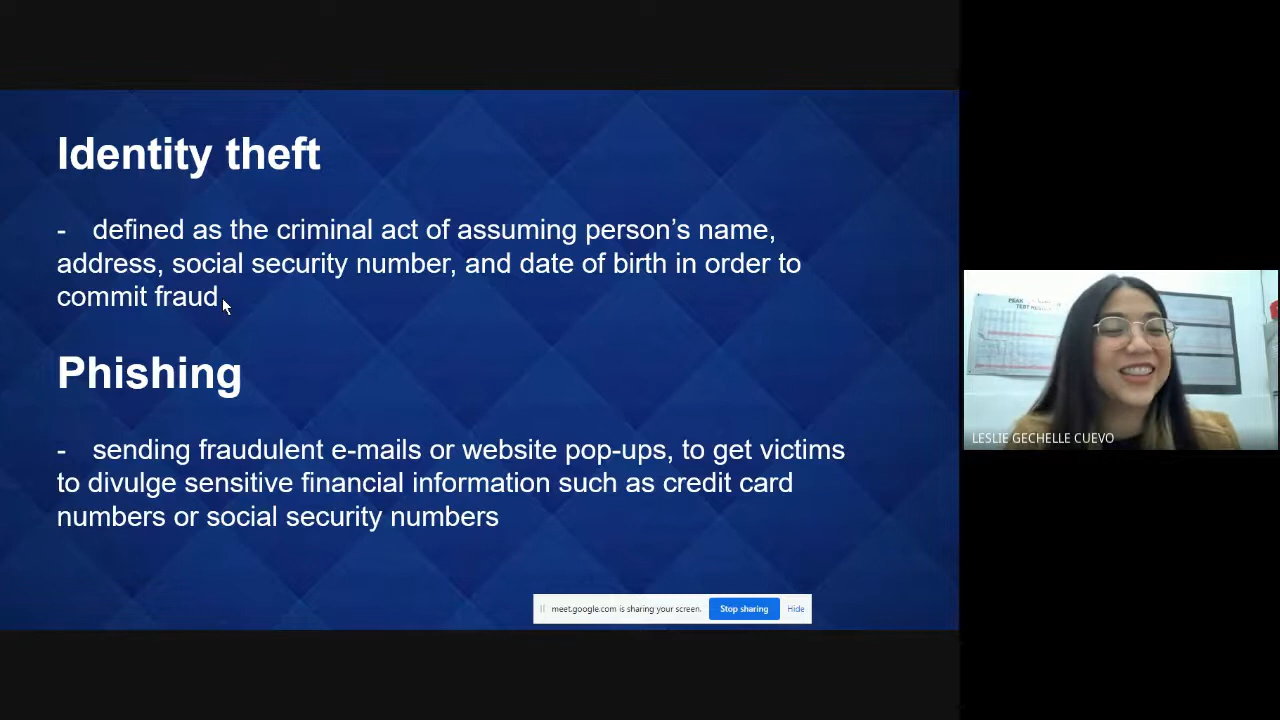 Identity theft
- defined as the criminal act of assuming person’s name,
address, social security number, and date of birth in order to
commit fraud
Phishing
- sending fraudulent e-mails or website pop-ups, to get victims
to divulge sensitive financial information such as credit card
numbers or social security numbers
meet.google.com is sharing your screen.
Stop sharing
Hide
PEAK
LESLIE GECHELLE CUEVO